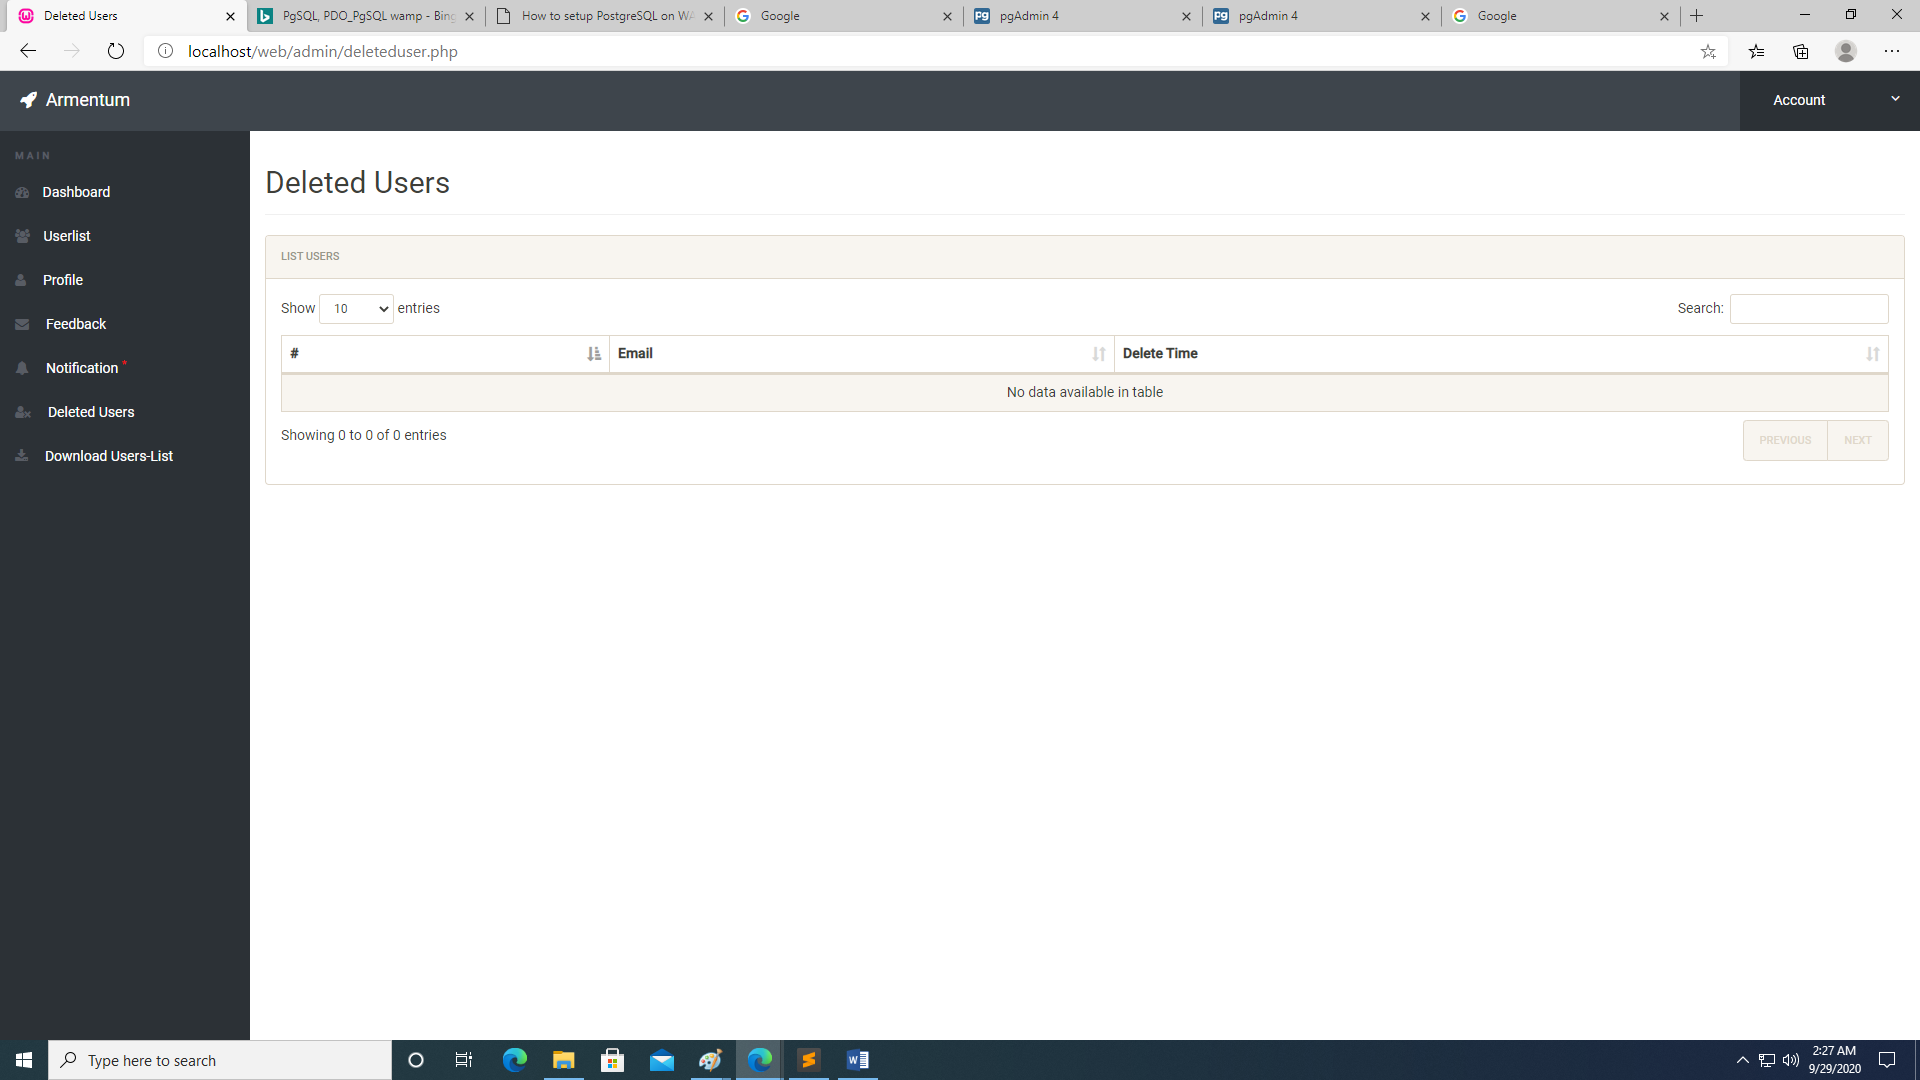 Deleted Users
PgSQL, PDO_PgSQL wamp - Bing
How to setup PostgreSQL on WA
Google
pgAdmin 4
pgAdmin 4
Google
localhost/web/admin/deleteduser.php
Armentum
Account
MAIN
Dashboard
Userlist
Profile
Feedback
Notification *
Deleted Users
Download Users-List
Deleted Users
LIST USERS
Show 10 entries
Search:
# Email Delete Time
No data available in table
Showing 0 to 0 of 0 entries
PREVIOUS NEXT
Type here to search
2:27 AM
9/29/2020